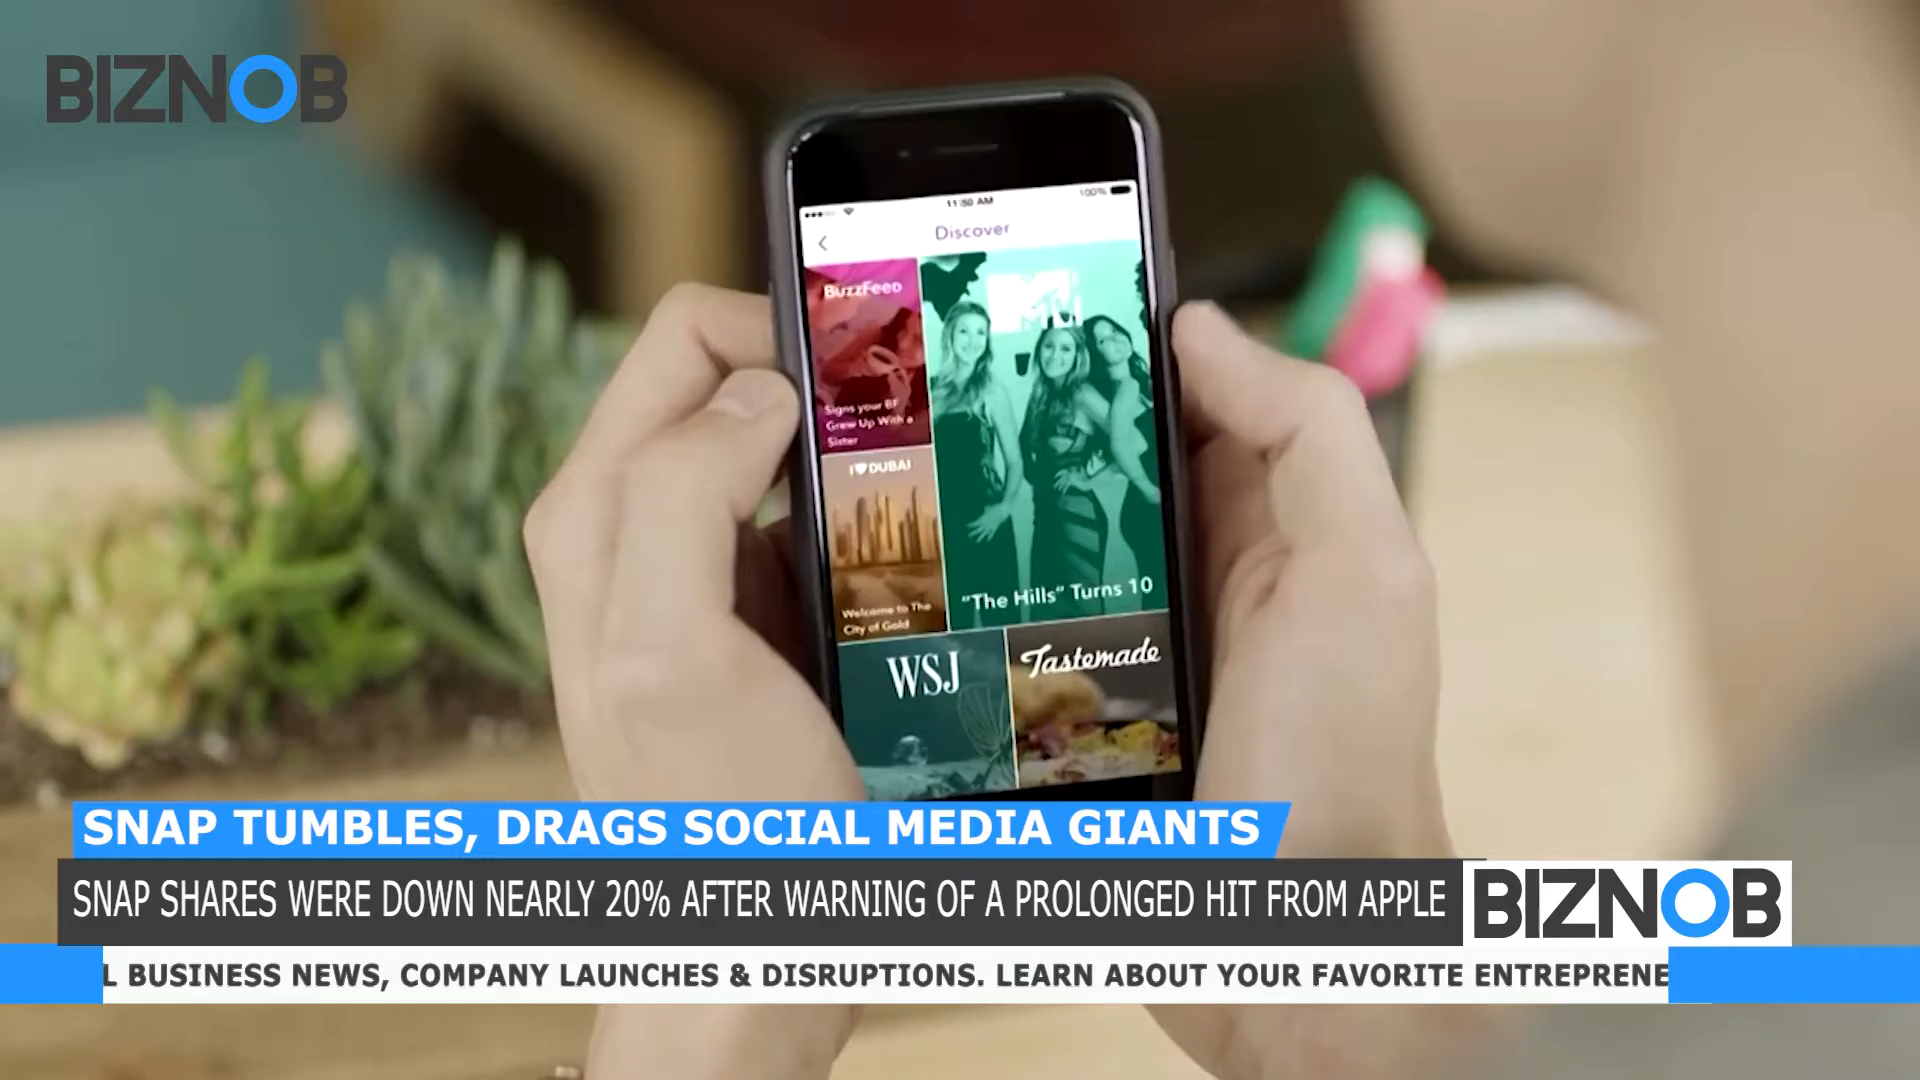 BIZNOB
100%
11:50 AM
Discover
BuzzFeed
Signs your BF
Grew Up With a
Sister
MTV
I♥DUBAI
Welcome to The
City of Gold
"The Hills" Turns 10
WSJ
Tastemade
SNAP TUMBLES, DRAGS SOCIAL MEDIA GIANTS
SNAP SHARES WERE DOWN NEARLY 20% AFTER WARNING OF A PROLONGED HIT FROM APPLE
BIZNOB
L BUSINESS NEWS, COMPANY LAUNCHES & DISRUPTIONS. LEARN ABOUT YOUR FAVORITE ENTREPRENE